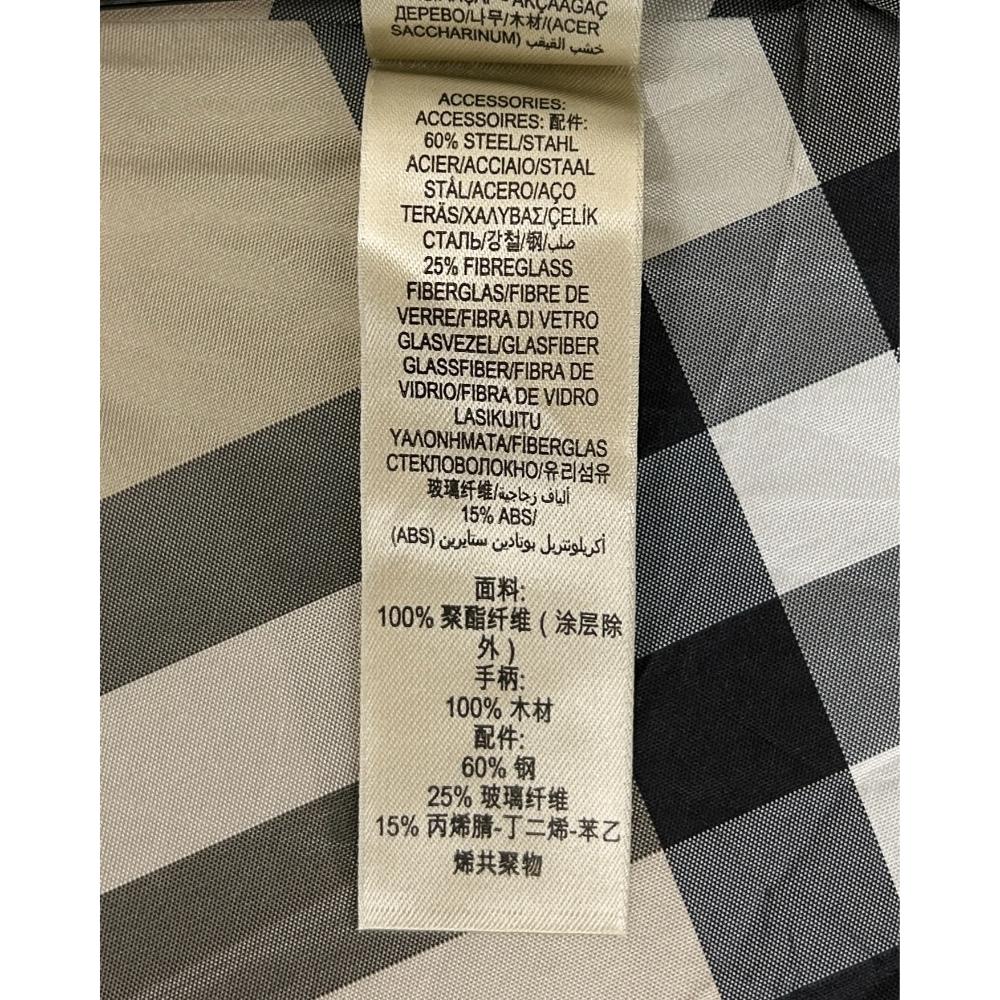 AKÇAAĞAÇ
ДЕРЕВО/나무/木材/(ACER
SACCHARINUM) خشب القيقب
ACCESSORIES:
ACCESSOIRES: 配件:
60% STEEL/STAHL
ACIER/ACCIAIO/STAAL
STÅL/ACERO/AÇO
TERÄS/ΧΑΛΥΒΑΣ/ÇELİK
СТАЛЬ/강철/钢/صلب
25% FIBREGLASS
FIBERGLAS/FIBRE DE
VERRE/FIBRA DI VETRO
GLASVEZEL/GLASFIBER
GLASSFIBER/FIBRA DE
VIDRIO/FIBRA DE VIDRO
LASIKUITU
ΥΑΛΟΝΗΜΑΤΑ/FİBERGLAS
СТЕКЛОВОЛОКНО/유리섬유
玻璃纤维/ألياف زجاجية
15% ABS/
أكريلونتريل بوتادين ستايرين (ABS)
面料:
100% 聚酯纤维 ( 涂层除
外 )
手柄:
100% 木材
配件:
60% 钢
25% 玻璃纤维
15% 丙烯腈-丁二烯-苯乙
烯共聚物